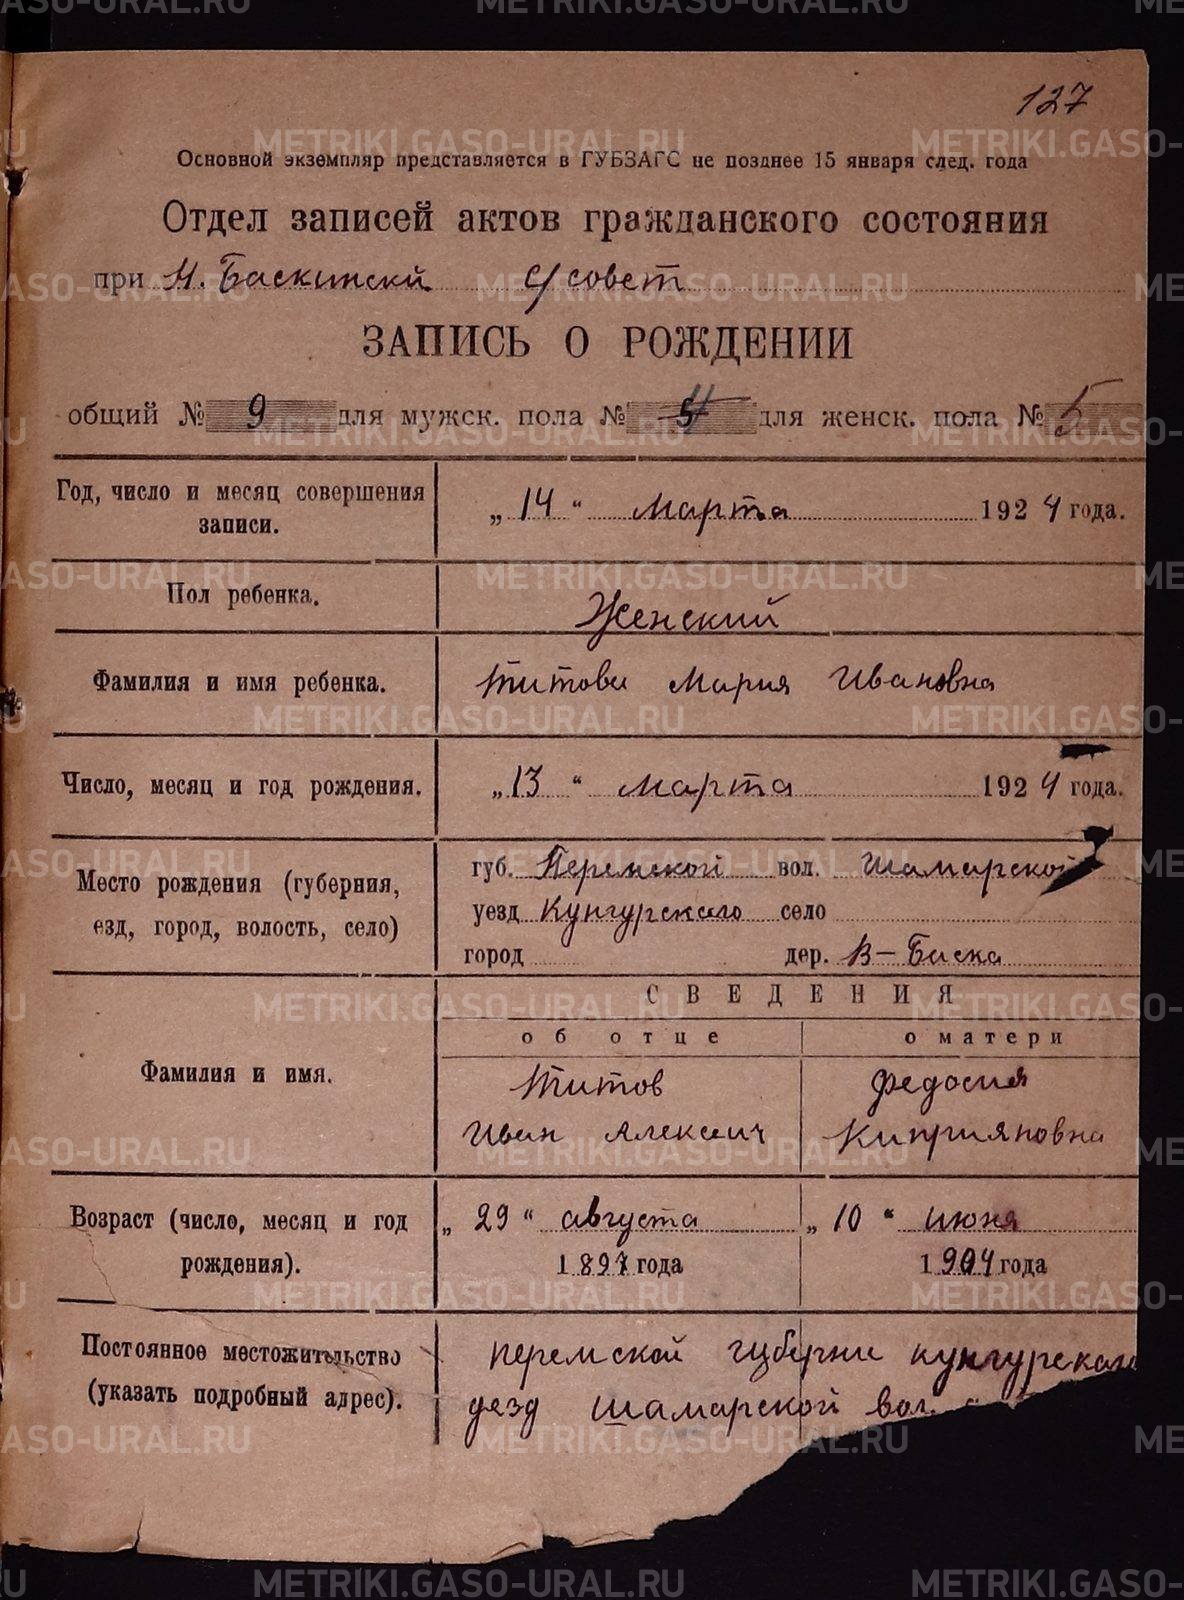 127
Основной экземпляр представляется в ГУБЗАГС не позднее 15 января след. года
Отдел записей актов гражданского состояния
при Н. Баскинскй с/совет
ЗАПИСЬ О РОЖДЕНИИ
общий № 9 для мужск. пола № 4 для женск. пола № 5
Год, число и месяц совершения записи. „14“ марта 1924 года.
Пол ребенка. Женский
Фамилия и имя ребенка. Титова Мария Ивановна
Число, месяц и год рождения. „13“ марта 1924 года.
Место рождения (губерния, езд, город, волость, село)
губ. Перемской вол. Шамарской
уезд Кунгурского село
город дер. В-Баска
СВЕДЕНИЯ
об отце о матери
Фамилия и имя.
Титов Федосия
Иван Алексеич Киприяновна
Возраст (число, месяц и год рождения).
„29“ августа „10“ июня
1897 года 1904 года
Постоянное местожительство (указать подробный адрес).
перемской губерни кунгурскаго
уезд шамарской вол.
METRIKI.GASO-URAL.RU